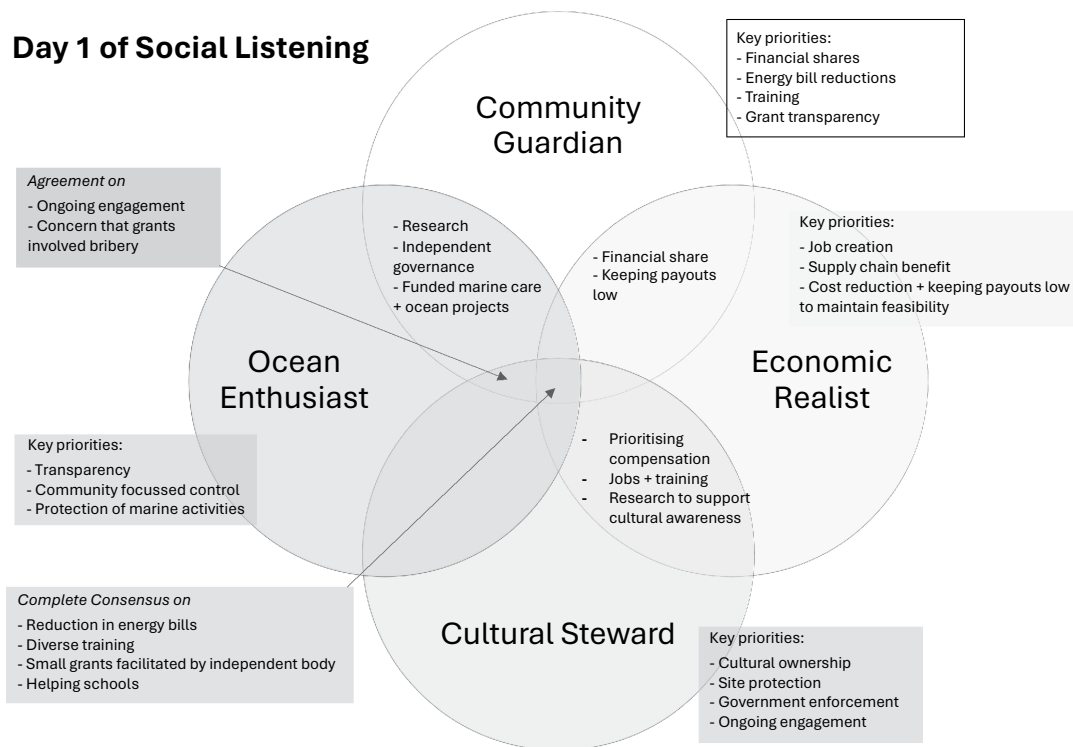 Day 1 of Social Listening
Community
Guardian
Key priorities:
- Financial shares
- Energy bill reductions
- Training
- Grant transparency
Agreement on
- Ongoing engagement
- Concern that grants
involved bribery
- Research
- Independent
governance
- Funded marine care
+ ocean projects
- Financial share
- Keeping payouts
low
Key priorities:
- Job creation
- Supply chain benefit
- Cost reduction + keeping payouts low
to maintain feasibility
Ocean
Enthusiast
Economic
Realist
Key priorities:
- Transparency
- Community focussed control
- Protection of marine activities
- Prioritising
compensation
- Jobs + training
- Research to support
cultural awareness
Complete Consensus on
- Reduction in energy bills
- Diverse training
- Small grants facilitated by independent body
- Helping schools
Cultural Steward
Key priorities:
- Cultural ownership
- Site protection
- Government enforcement
- Ongoing engagement